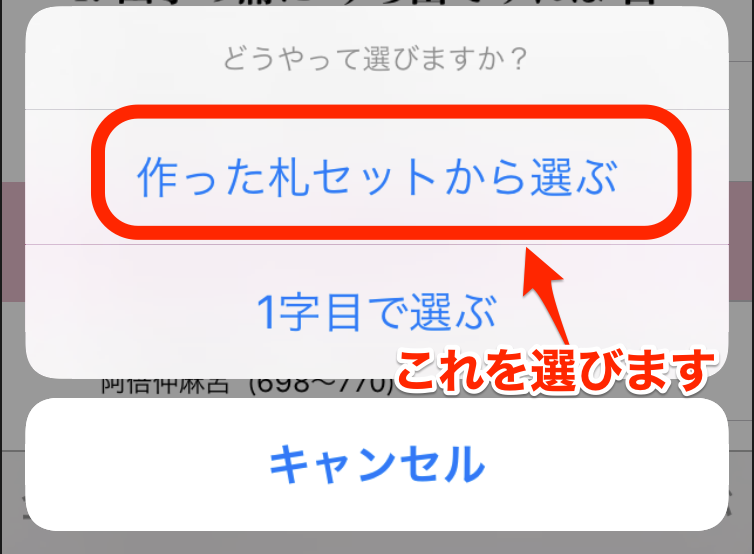 どうやって選びますか？
作った札セットから選ぶ
1字目で選ぶ
これを選びます
阿倍仲麻呂 (698〜770)
キャンセル